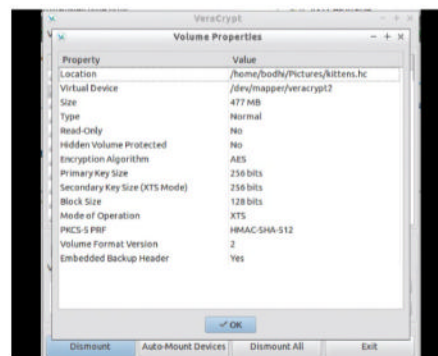 VeraCrypt
Volume Properties
Property Value
Location /home/bodhi/Pictures/kittens.hc
Virtual Device /dev/mapper/veracrypt2
Size 477 MB
Type Normal
Read-Only No
Hidden Volume Protected No
Encryption Algorithm AES
Primary Key Size 256 bits
Secondary Key Size (XTS Mode) 256 bits
Block Size 128 bits
Mode of Operation XTS
PKCS-5 PRF HMAC-SHA-512
Volume Format Version 2
Embedded Backup Header Yes
OK
Dismount Auto-Mount Devices Dismount All Exit